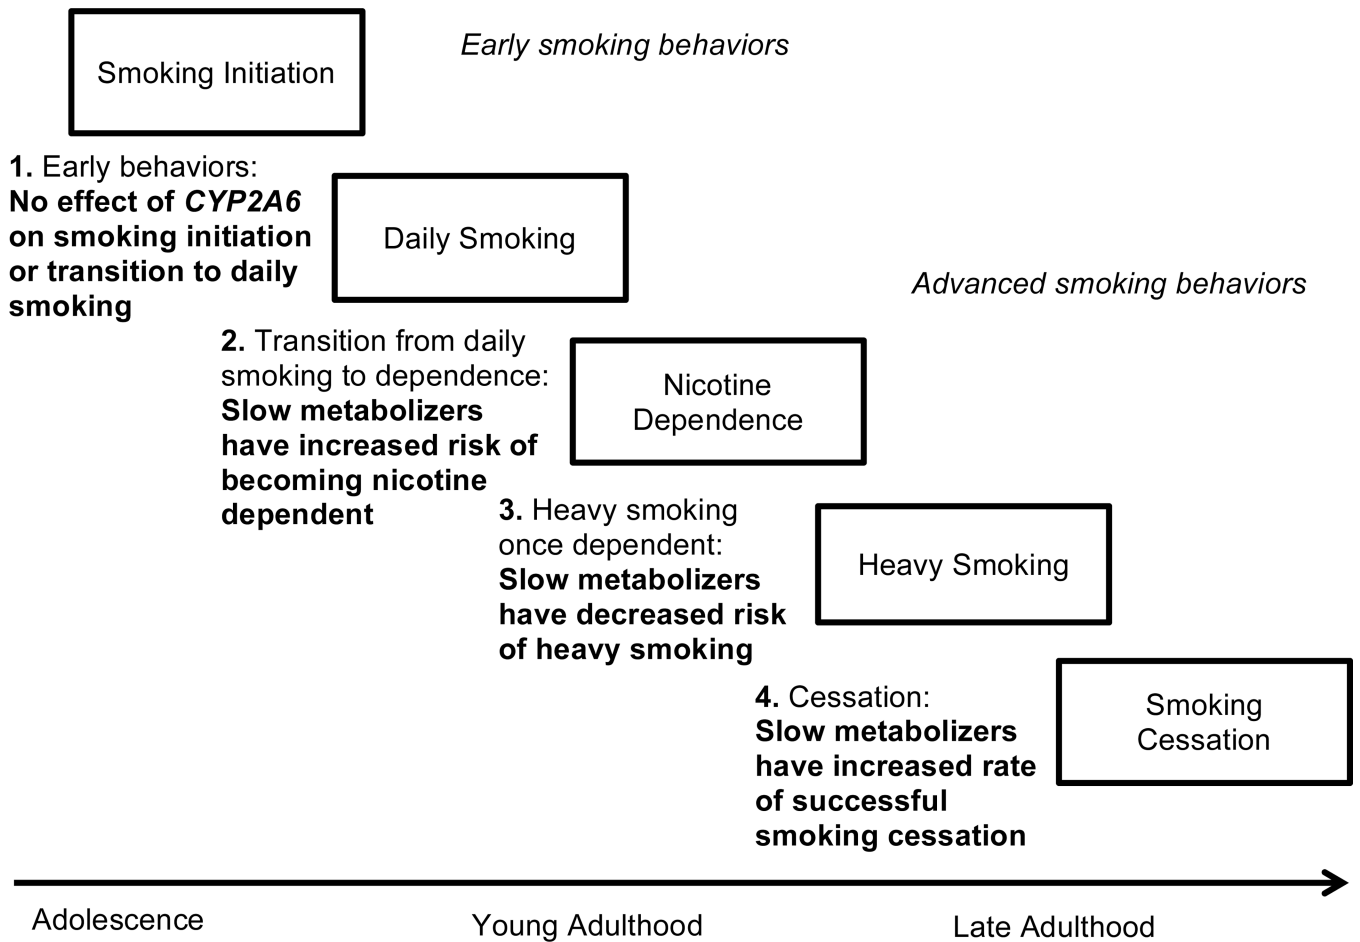 Smoking Initiation
Early smoking behaviors
1. Early behaviors:
No effect of CYP2A6
on smoking initiation
or transition to daily
smoking
Daily Smoking
Advanced smoking behaviors
2. Transition from daily
smoking to dependence:
Slow metabolizers
have increased risk of
becoming nicotine
dependent
Nicotine
Dependence
3. Heavy smoking
once dependent:
Slow metabolizers
have decreased risk
of heavy smoking
Heavy Smoking
4. Cessation:
Slow metabolizers
have increased rate
of successful
smoking cessation
Smoking
Cessation
Adolescence
Young Adulthood
Late Adulthood